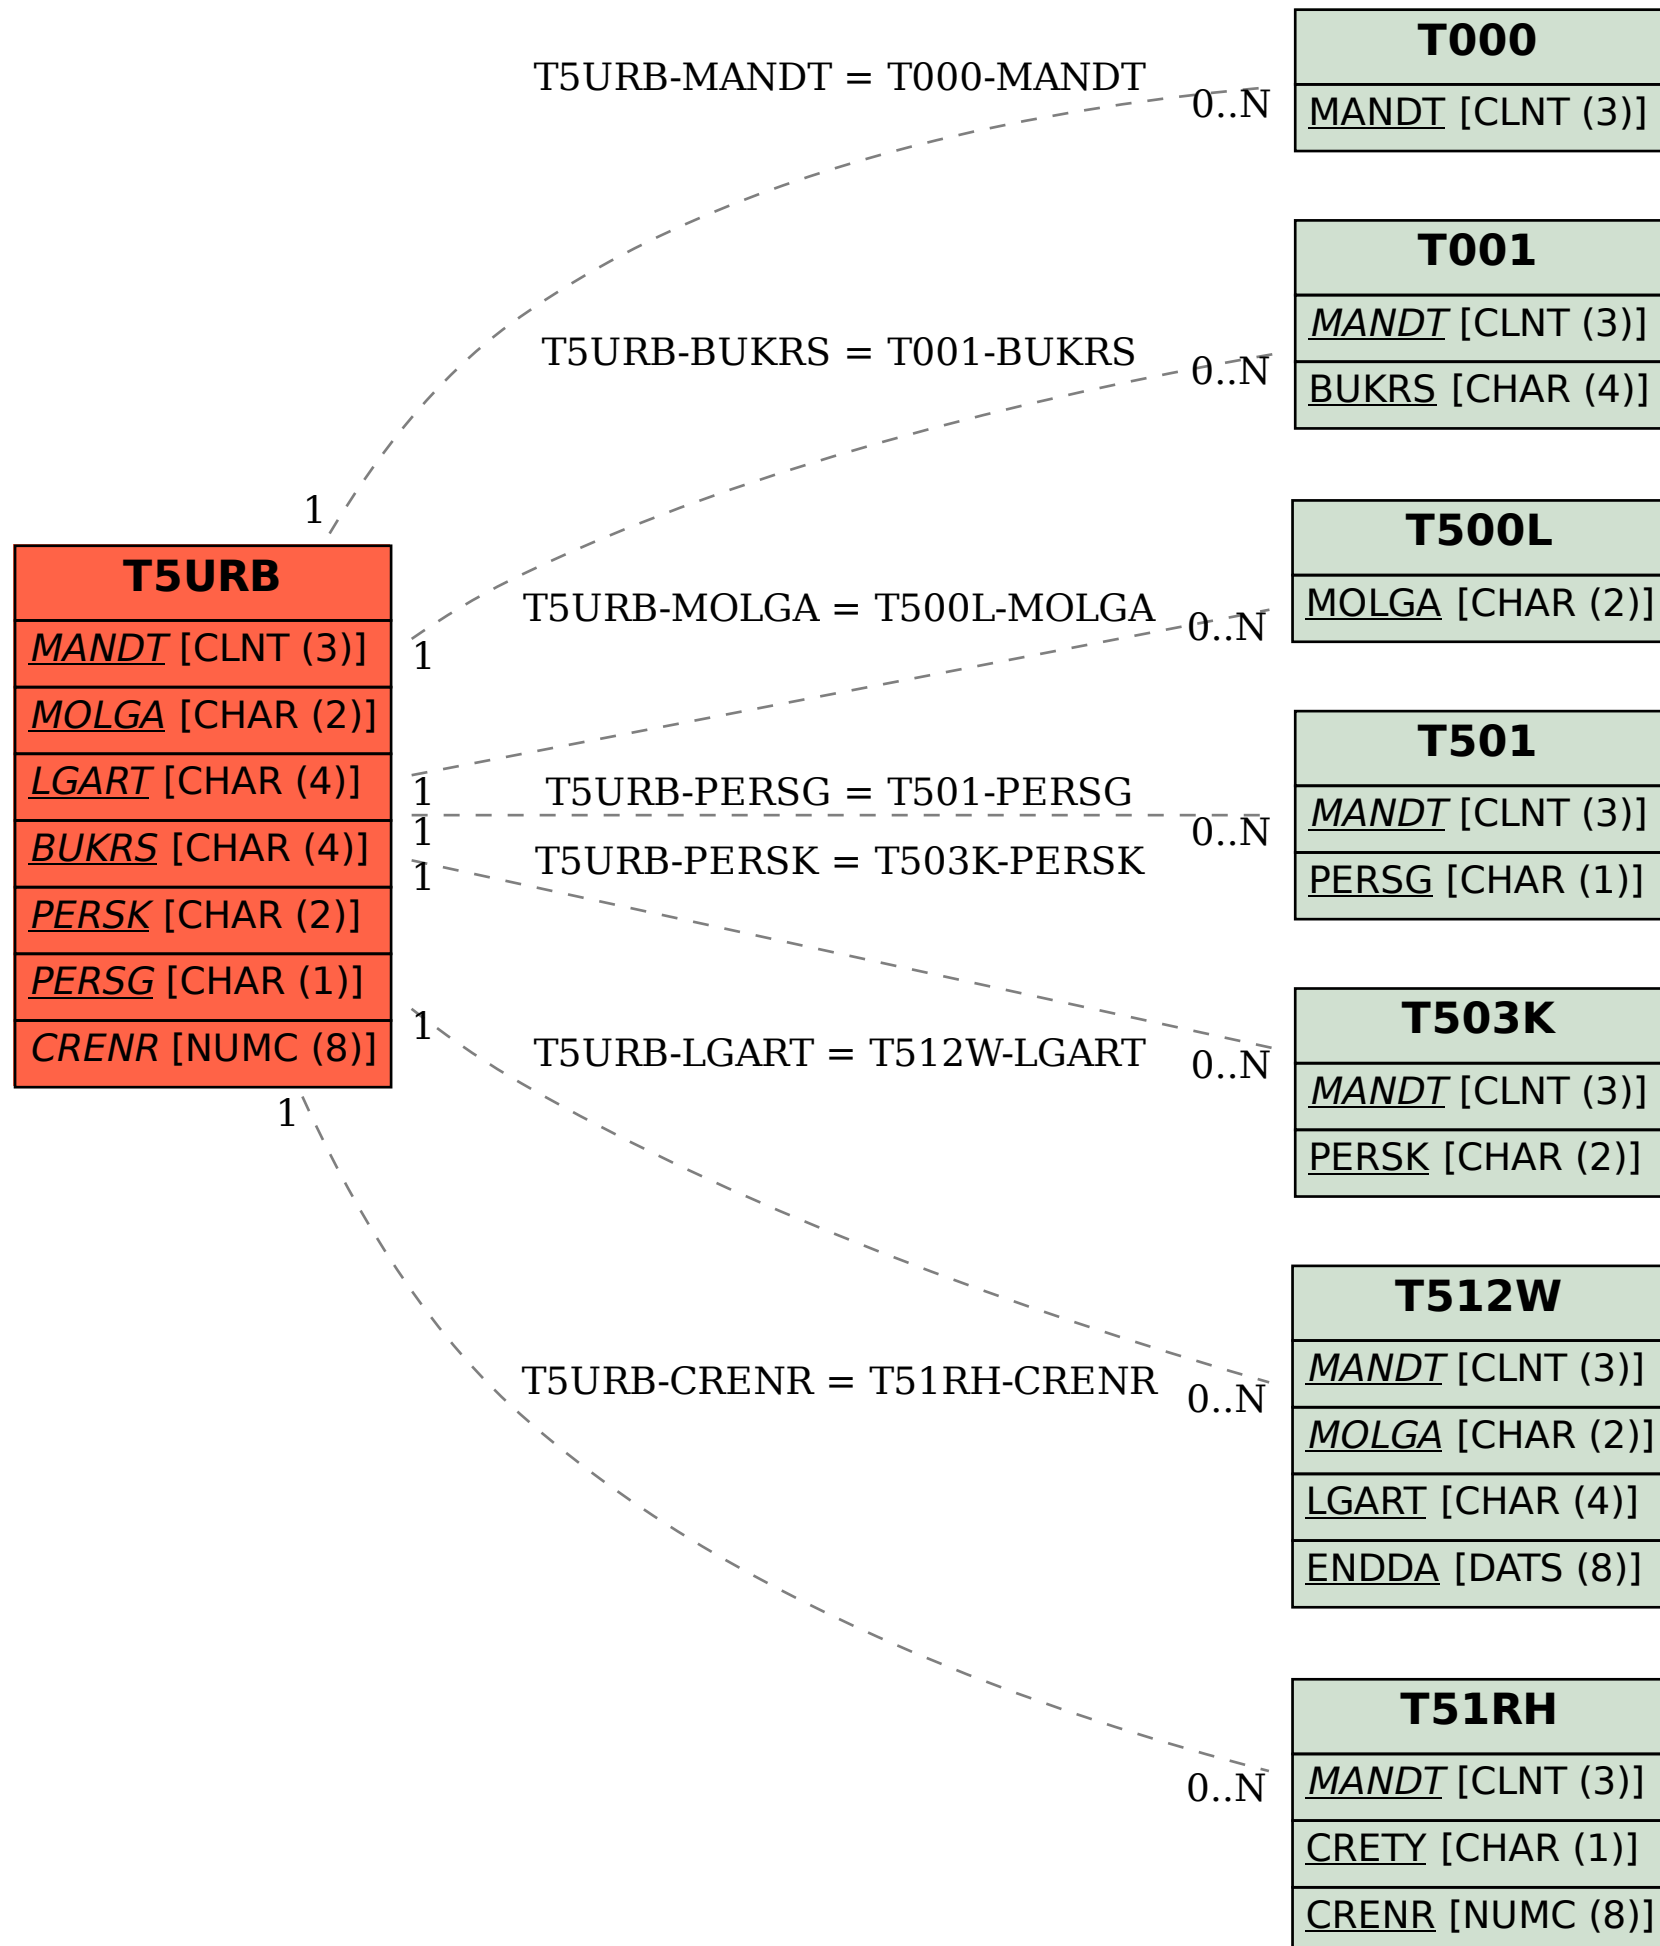 T5URB
MANDT [CLNT (3)]
MOLGA [CHAR (2)]
LGART [CHAR (4)]
BUKRS [CHAR (4)]
PERSK [CHAR (2)]
PERSG [CHAR (1)]
CRENR [NUMC (8)]
T5URB-MANDT = T000-MANDT
0..N
1
T5URB-BUKRS = T001-BUKRS
0..N
1
T5URB-MOLGA = T500L-MOLGA
0..N
1
T5URB-PERSG = T501-PERSG
0..N
1
T5URB-PERSK = T503K-PERSK
0..N
1
T5URB-LGART = T512W-LGART
0..N
1
T5URB-CRENR = T51RH-CRENR
0..N
1
T000
MANDT [CLNT (3)]
T001
MANDT [CLNT (3)]
BUKRS [CHAR (4)]
T500L
MOLGA [CHAR (2)]
T501
MANDT [CLNT (3)]
PERSG [CHAR (1)]
T503K
MANDT [CLNT (3)]
PERSK [CHAR (2)]
T512W
MANDT [CLNT (3)]
MOLGA [CHAR (2)]
LGART [CHAR (4)]
ENDDA [DATS (8)]
T51RH
MANDT [CLNT (3)]
CRETY [CHAR (1)]
CRENR [NUMC (8)]